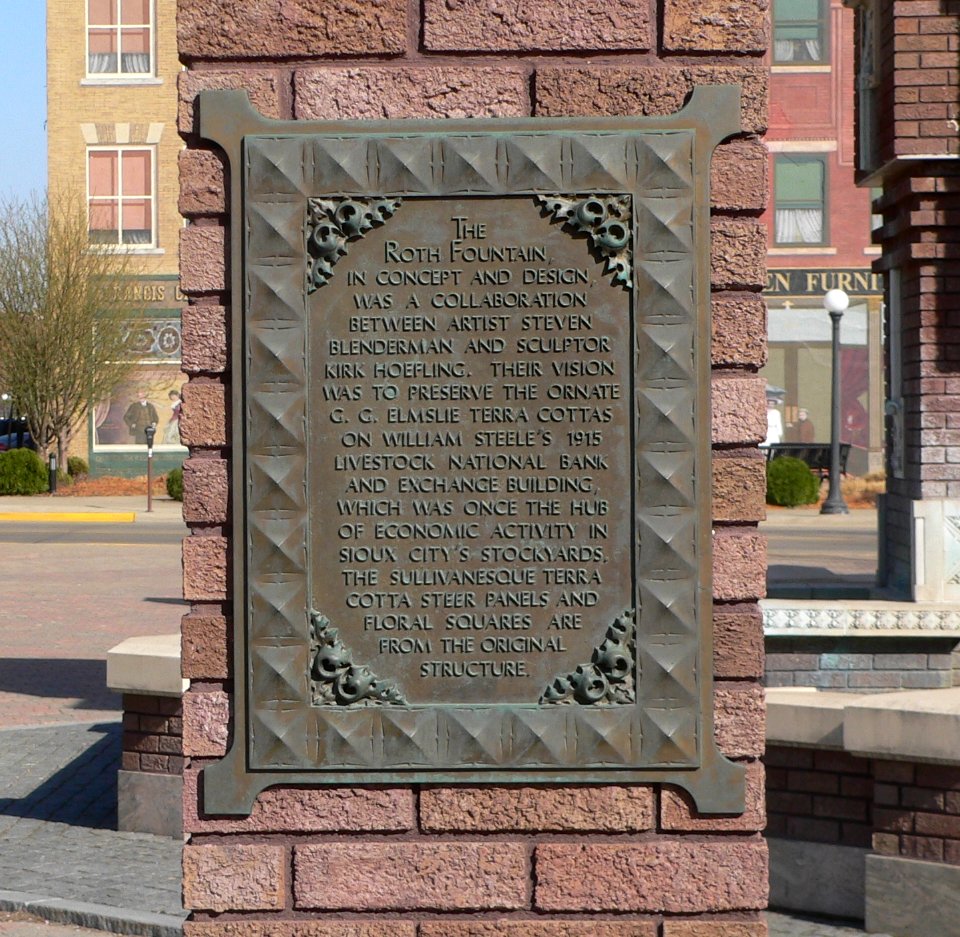 THE
ROTH FOUNTAIN,
IN CONCEPT AND DESIGN,
WAS A COLLABORATION
BETWEEN ARTIST STEVEN
BLENDERMAN AND SCULPTOR
KIRK HOEFLING. THEIR VISION
WAS TO PRESERVE THE ORNATE
G. G. ELMSLIE TERRA COTTAS
ON WILLIAM STEELE'S 1915
LIVESTOCK NATIONAL BANK
AND EXCHANGE BUILDING,
WHICH WAS ONCE THE HUB
OF ECONOMIC ACTIVITY IN
SIOUX CITY'S STOCKYARDS.
THE SULLIVANESQUE TERRA
COTTA STEER PANELS AND
FLORAL SQUARES ARE
FROM THE ORIGINAL
STRUCTURE.